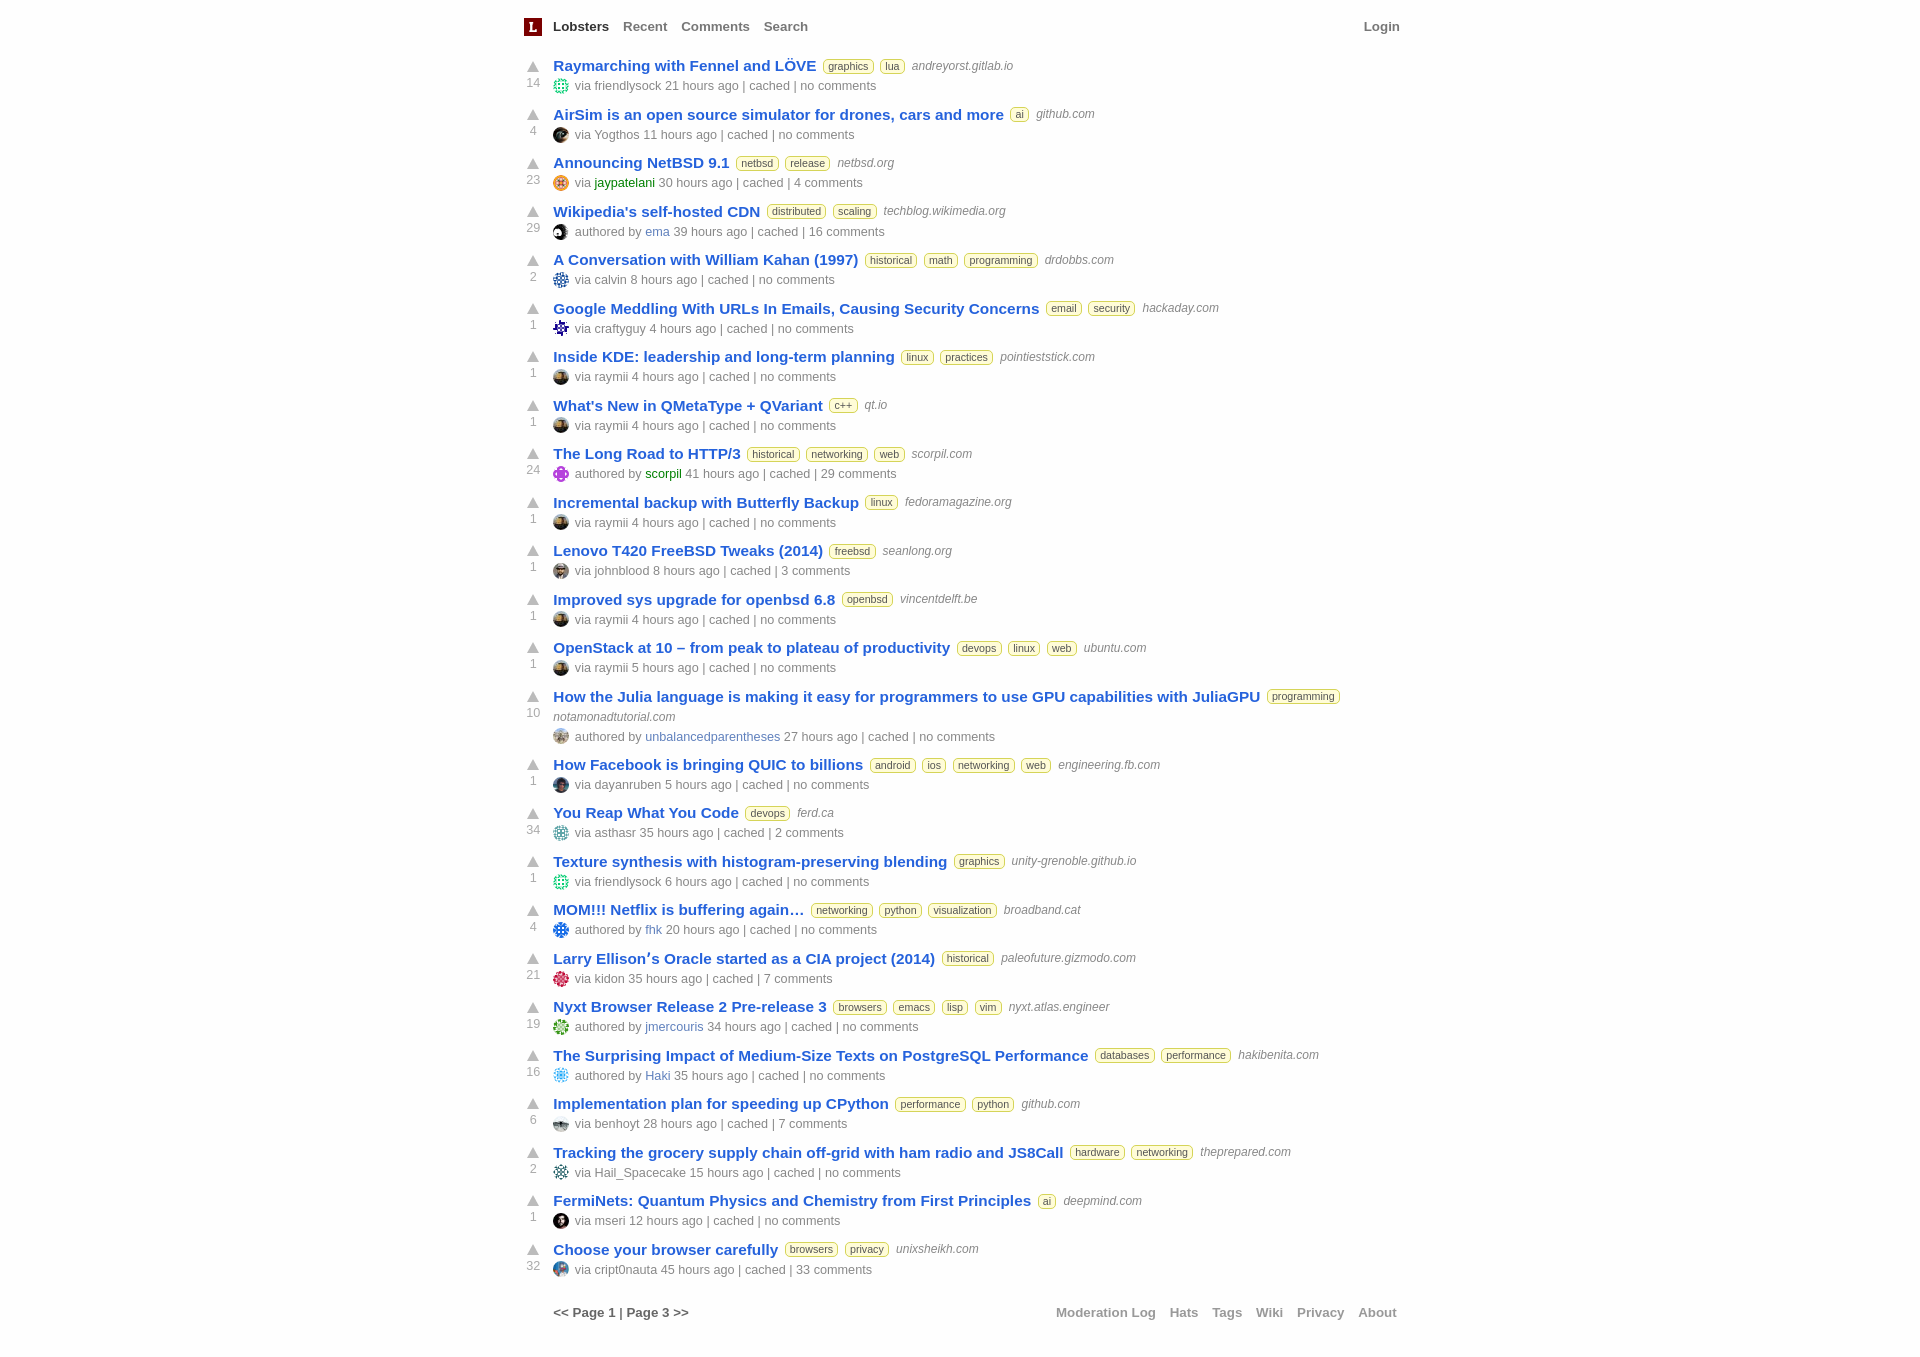 L Lobsters Recent Comments Search Login
Raymarching with Fennel and LÖVE graphics lua andreyorst.gitlab.io
14
via friendlysock 21 hours ago | cached | no comments
AirSim is an open source simulator for drones, cars and more ai github.com
4
via Yogthos 11 hours ago | cached | no comments
Announcing NetBSD 9.1 netbsd release netbsd.org
23
via jaypatelani 30 hours ago | cached | 4 comments
Wikipedia's self-hosted CDN distributed scaling techblog.wikimedia.org
29
authored by ema 39 hours ago | cached | 16 comments
A Conversation with William Kahan (1997) historical math programming drdobbs.com
2
via calvin 8 hours ago | cached | no comments
Google Meddling With URLs In Emails, Causing Security Concerns email security hackaday.com
1
via craftyguy 4 hours ago | cached | no comments
Inside KDE: leadership and long-term planning linux practices pointieststick.com
1
via raymii 4 hours ago | cached | no comments
What's New in QMetaType + QVariant c++ qt.io
1
via raymii 4 hours ago | cached | no comments
The Long Road to HTTP/3 historical networking web scorpil.com
24
authored by scorpil 41 hours ago | cached | 29 comments
Incremental backup with Butterfly Backup linux fedoramagazine.org
1
via raymii 4 hours ago | cached | no comments
Lenovo T420 FreeBSD Tweaks (2014) freebsd seanlong.org
1
via johnblood 8 hours ago | cached | 3 comments
Improved sys upgrade for openbsd 6.8 openbsd vincentdelft.be
1
via raymii 4 hours ago | cached | no comments
OpenStack at 10 – from peak to plateau of productivity devops linux web ubuntu.com
1
via raymii 5 hours ago | cached | no comments
How the Julia language is making it easy for programmers to use GPU capabilities with JuliaGPU programming
10
notamonadtutorial.com
authored by unbalancedparentheses 27 hours ago | cached | no comments
How Facebook is bringing QUIC to billions android ios networking web engineering.fb.com
1
via dayanruben 5 hours ago | cached | no comments
You Reap What You Code devops ferd.ca
34
via asthasr 35 hours ago | cached | 2 comments
Texture synthesis with histogram-preserving blending graphics unity-grenoble.github.io
1
via friendlysock 6 hours ago | cached | no comments
MOM!!! Netflix is buffering again… networking python visualization broadband.cat
4
authored by fhk 20 hours ago | cached | no comments
Larry Ellisonʼs Oracle started as a CIA project (2014) historical paleofuture.gizmodo.com
21
via kidon 35 hours ago | cached | 7 comments
Nyxt Browser Release 2 Pre-release 3 browsers emacs lisp vim nyxt.atlas.engineer
19
authored by jmercouris 34 hours ago | cached | no comments
The Surprising Impact of Medium-Size Texts on PostgreSQL Performance databases performance hakibenita.com
16
authored by Haki 35 hours ago | cached | no comments
Implementation plan for speeding up CPython performance python github.com
6
via benhoyt 28 hours ago | cached | 7 comments
Tracking the grocery supply chain off-grid with ham radio and JS8Call hardware networking theprepared.com
2
via Hail_Spacecake 15 hours ago | cached | no comments
FermiNets: Quantum Physics and Chemistry from First Principles ai deepmind.com
1
via mseri 12 hours ago | cached | no comments
Choose your browser carefully browsers privacy unixsheikh.com
32
via cript0nauta 45 hours ago | cached | 33 comments
<< Page 1 | Page 3 >> Moderation Log Hats Tags Wiki Privacy About